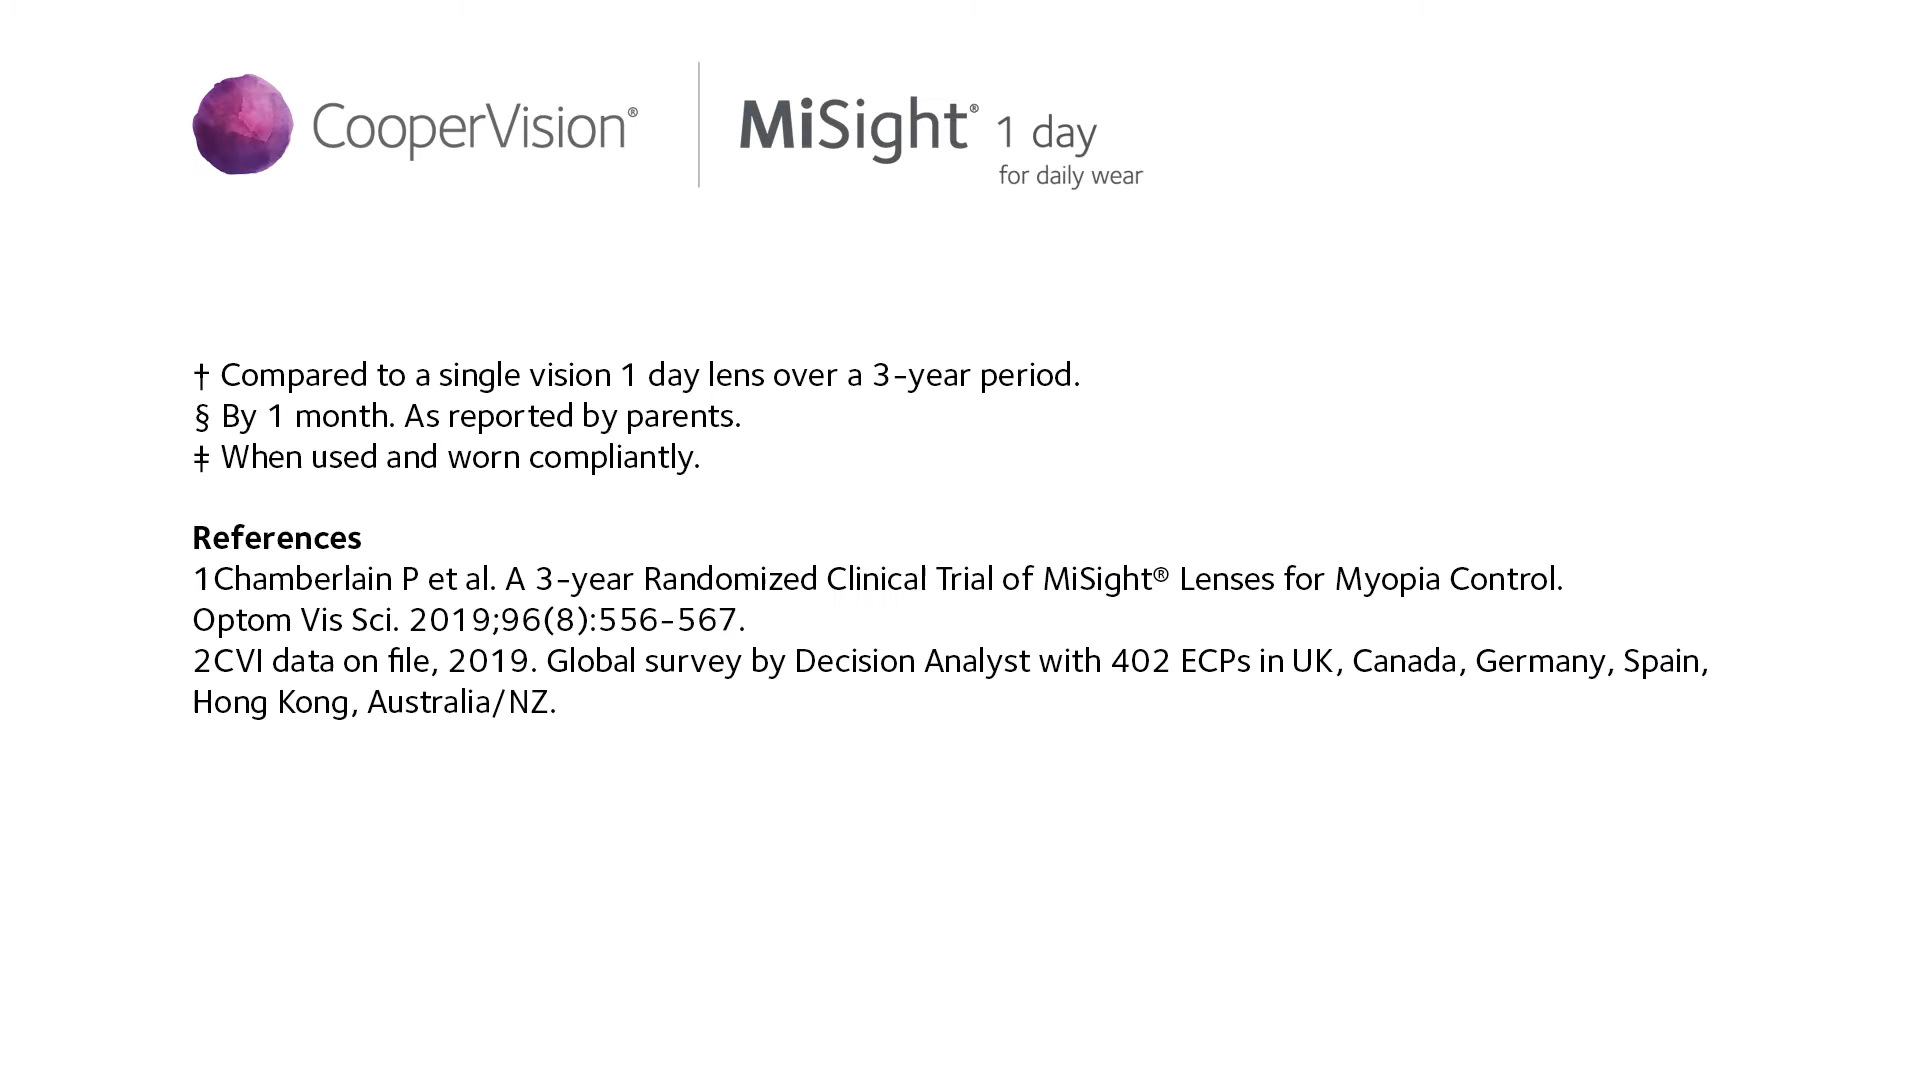 CooperVision®
MiSight® 1 day
for daily wear
† Compared to a single vision 1 day lens over a 3-year period.
§ By 1 month. As reported by parents.
‡ When used and worn compliantly.
References
1Chamberlain P et al. A 3-year Randomized Clinical Trial of MiSight® Lenses for Myopia Control.
Optom Vis Sci. 2019;96(8):556-567.
2CVI data on file, 2019. Global survey by Decision Analyst with 402 ECPs in UK, Canada, Germany, Spain,
Hong Kong, Australia/NZ.